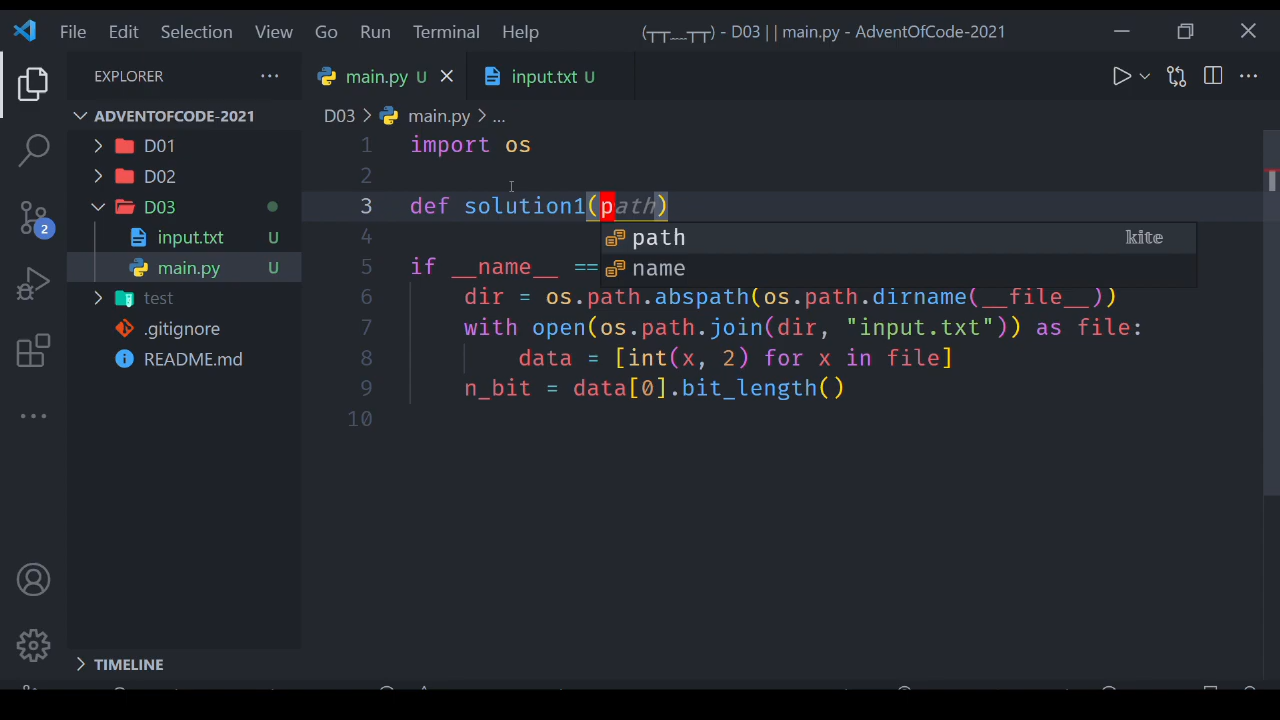 File Edit Selection View Go Run Terminal Help (┬┬﹏┬┬) - D03 | | main.py - AdventOfCode-2021
EXPLORER ···
main.py U
input.txt U
ADVENTOFCODE-2021
D01
D02
D03
input.txt U
main.py U
test
.gitignore
README.md
TIMELINE
2
D03 > main.py > ...
1 import os
2
3 def solution1(path)
path kite
name
4
5 if __name__ ==
6 dir = os.path.abspath(os.path.dirname(__file__))
7 with open(os.path.join(dir, "input.txt")) as file:
8 data = [int(x, 2) for x in file]
9 n_bit = data[0].bit_length()
10